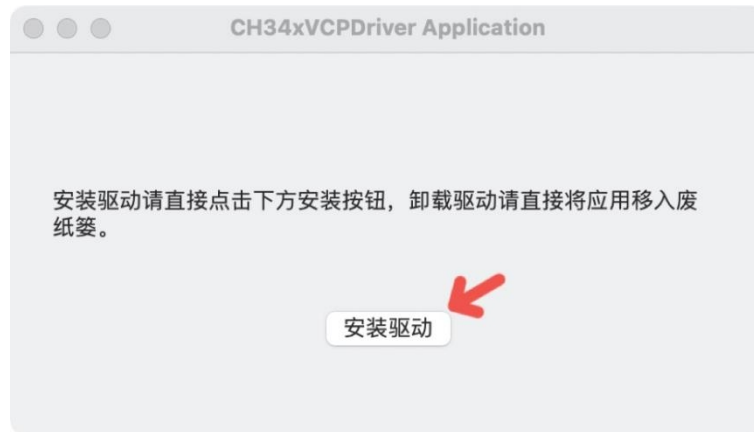 CH34xVCPDriver Application
安装驱动请直接点击下方安装按钮，卸载驱动请直接将应用移入废
纸篓。
安装驱动